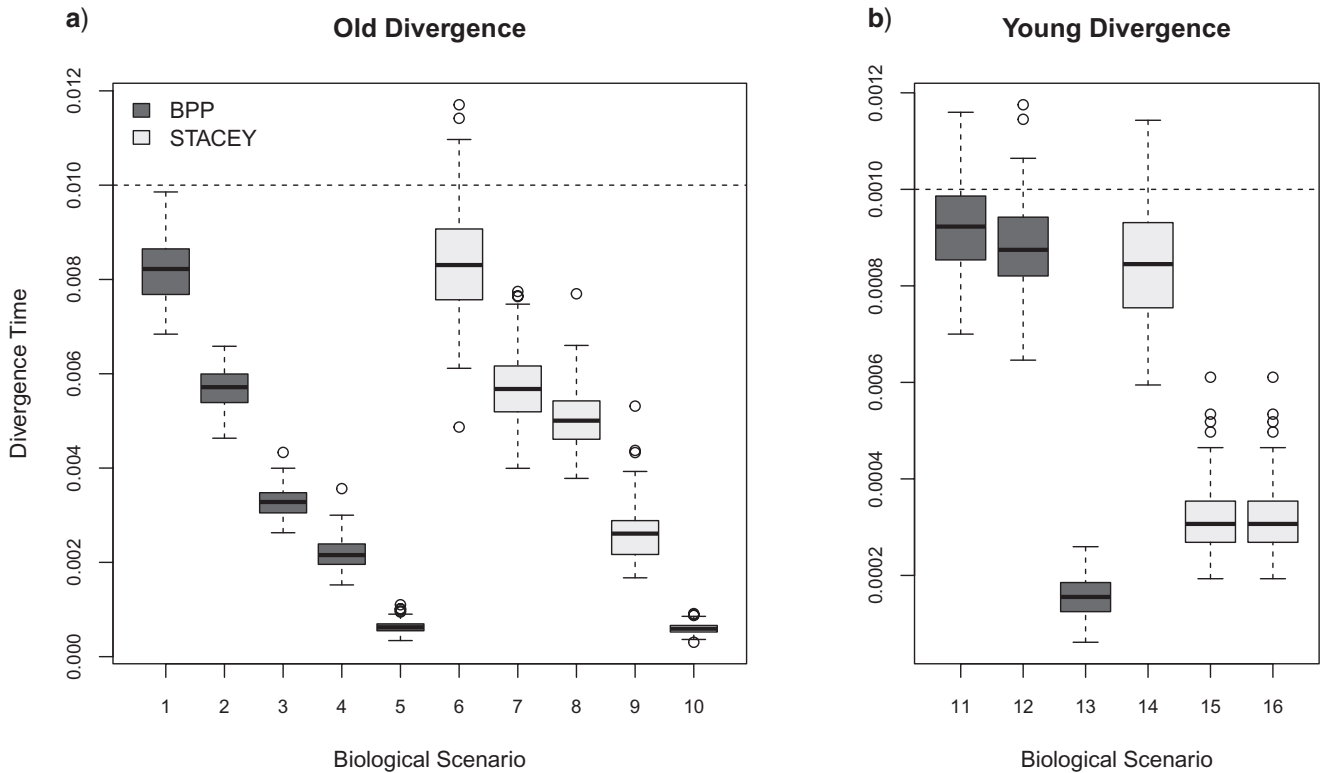 a) Old Divergence
BPP
STACEY
Divergence Time
0.012
0.010
0.008
0.006
0.004
0.002
0.000
1 2 3 4 5 6 7 8 9 10
Biological Scenario
b) Young Divergence
0.0012
0.0010
0.0008
0.0006
0.0004
0.0002
11 12 13 14 15 16
Biological Scenario